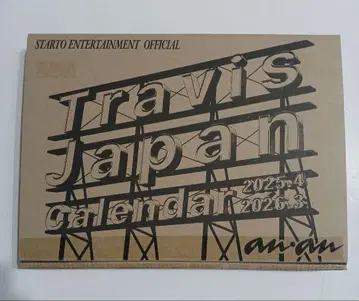 STARTO ENTERTAINMENT OFFICIAL
Travis
Japan
calendar 2025.4
2026.3
an·an